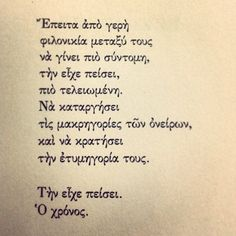 Ἔπειτα ἀπὸ γερὴ
φιλονικία μεταξύ τους
νὰ γίνει πιὸ σύντομη,
τὴν εἶχε πείσει,
πιὸ τελειωμένη.
Νὰ καταργήσει
τὶς μακρηγορίες τῶν ὀνείρων,
καὶ νὰ κρατήσει
τὴν ἐτυμηγορία τους.
Τὴν εἶχε πείσει.
Ὁ χρόνος.